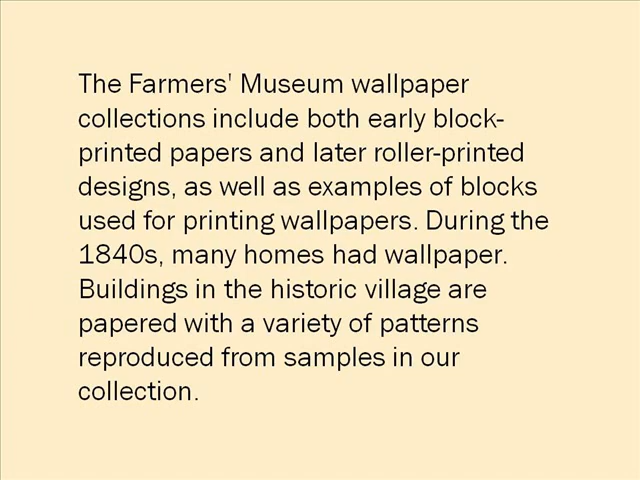 The Farmers' Museum wallpaper
collections include both early block-
printed papers and later roller-printed
designs, as well as examples of blocks
used for printing wallpapers. During the
1840s, many homes had wallpaper.
Buildings in the historic village are
papered with a variety of patterns
reproduced from samples in our
collection.